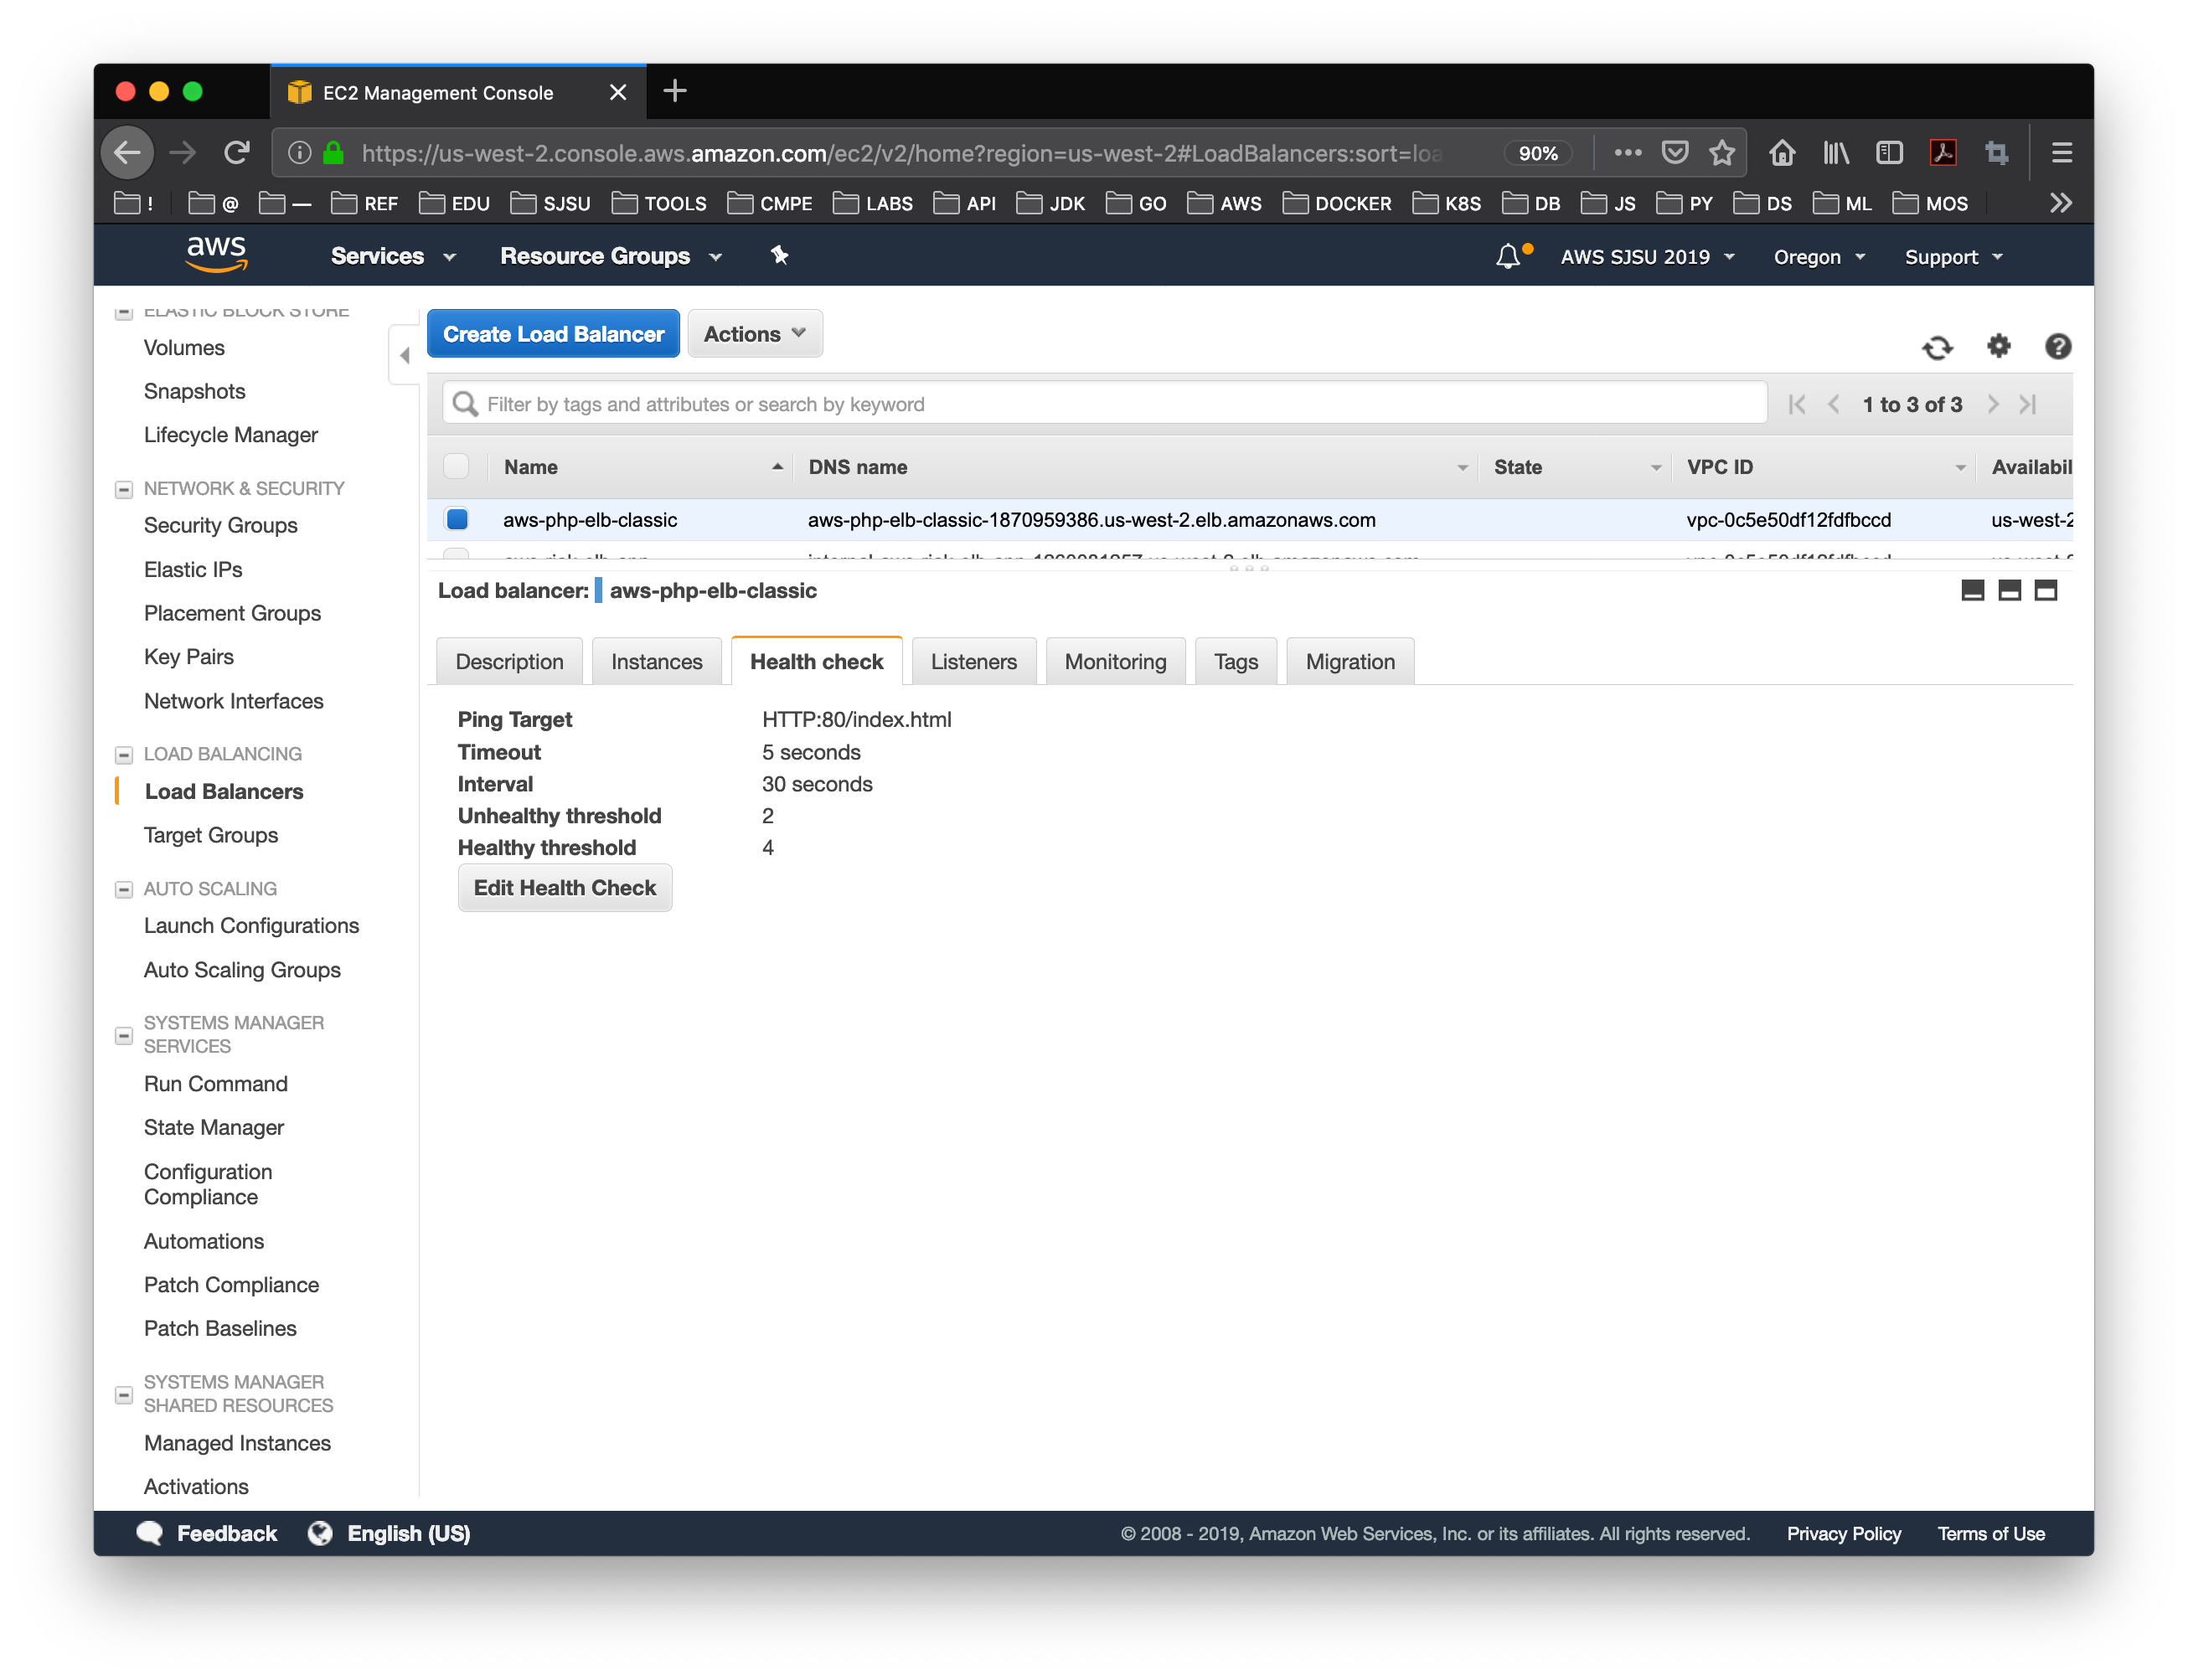 EC2 Management Console
https://us-west-2.console.aws.amazon.com/ec2/v2/home?region=us-west-2#LoadBalancers:sort=loa
90%
! @ — REF EDU SJSU TOOLS CMPE LABS API JDK GO AWS DOCKER K8S DB JS PY DS ML MOS
aws Services Resource Groups AWS SJSU 2019 Oregon Support
ELASTIC BLOCK STORE
Volumes
Snapshots
Lifecycle Manager
NETWORK & SECURITY
Security Groups
Elastic IPs
Placement Groups
Key Pairs
Network Interfaces
LOAD BALANCING
Load Balancers
Target Groups
AUTO SCALING
Launch Configurations
Auto Scaling Groups
SYSTEMS MANAGER
SERVICES
Run Command
State Manager
Configuration
Compliance
Automations
Patch Compliance
Patch Baselines
SYSTEMS MANAGER
SHARED RESOURCES
Managed Instances
Activations
Create Load Balancer Actions
Filter by tags and attributes or search by keyword
1 to 3 of 3
Name DNS name State VPC ID Availabil
aws-php-elb-classic aws-php-elb-classic-1870959386.us-west-2.elb.amazonaws.com vpc-0c5e50df12fdfbccd us-west-2
Load balancer: aws-php-elb-classic
Description Instances Health check Listeners Monitoring Tags Migration
Ping Target HTTP:80/index.html
Timeout 5 seconds
Interval 30 seconds
Unhealthy threshold 2
Healthy threshold 4
Edit Health Check
Feedback English (US) © 2008 - 2019, Amazon Web Services, Inc. or its affiliates. All rights reserved. Privacy Policy Terms of Use